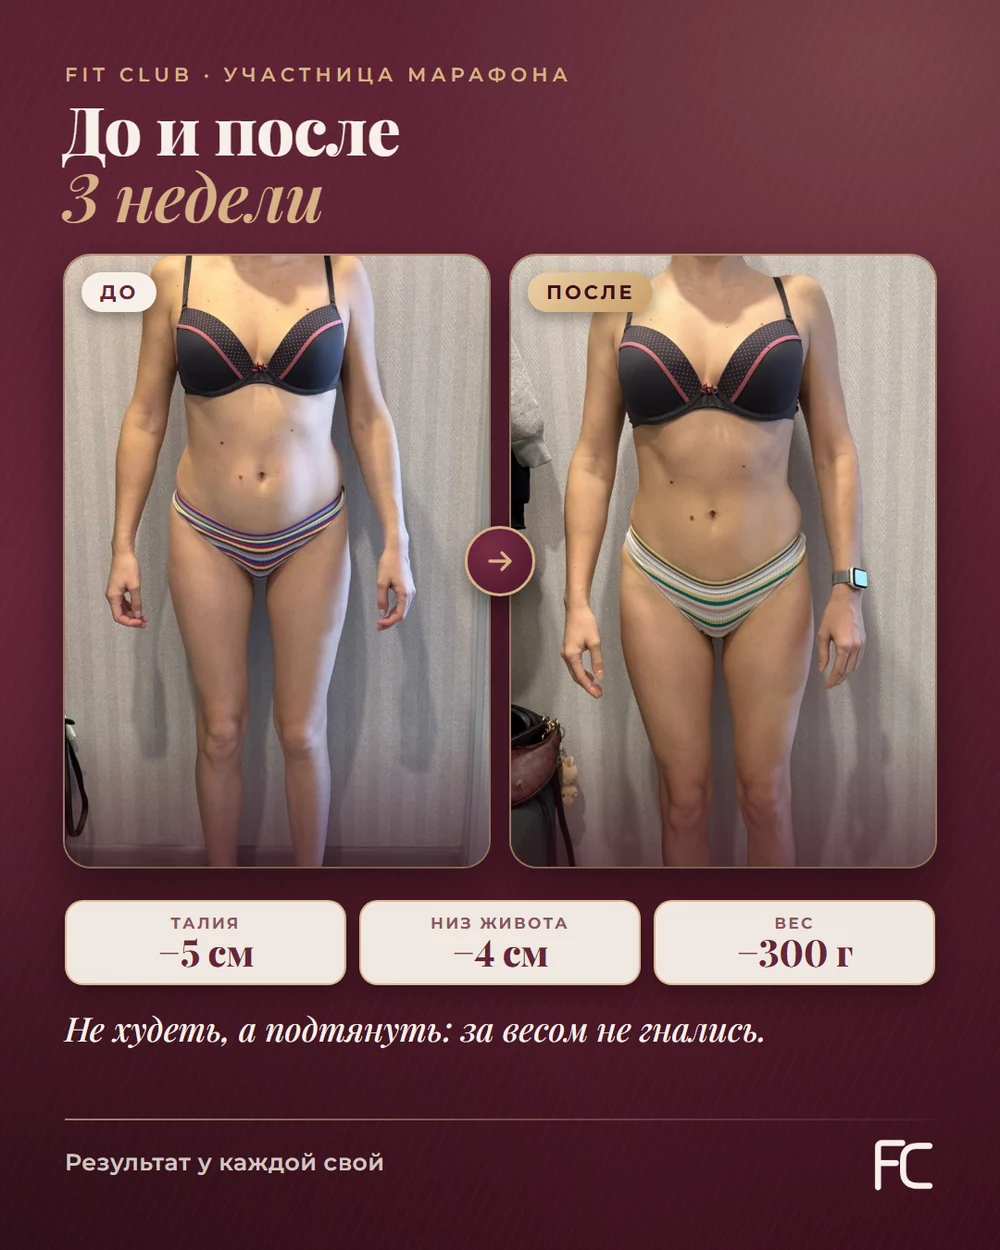 FIT CLUB · УЧАСТНИЦА МАРАФОНА
До и после
3 недели
ДО
ПОСЛЕ
ТАЛИЯ
−5 см
НИЗ ЖИВОТА
−4 см
ВЕС
−300 г
Не худеть, а подтянуть: за весом не гнались.
Результат у каждой свой
FC